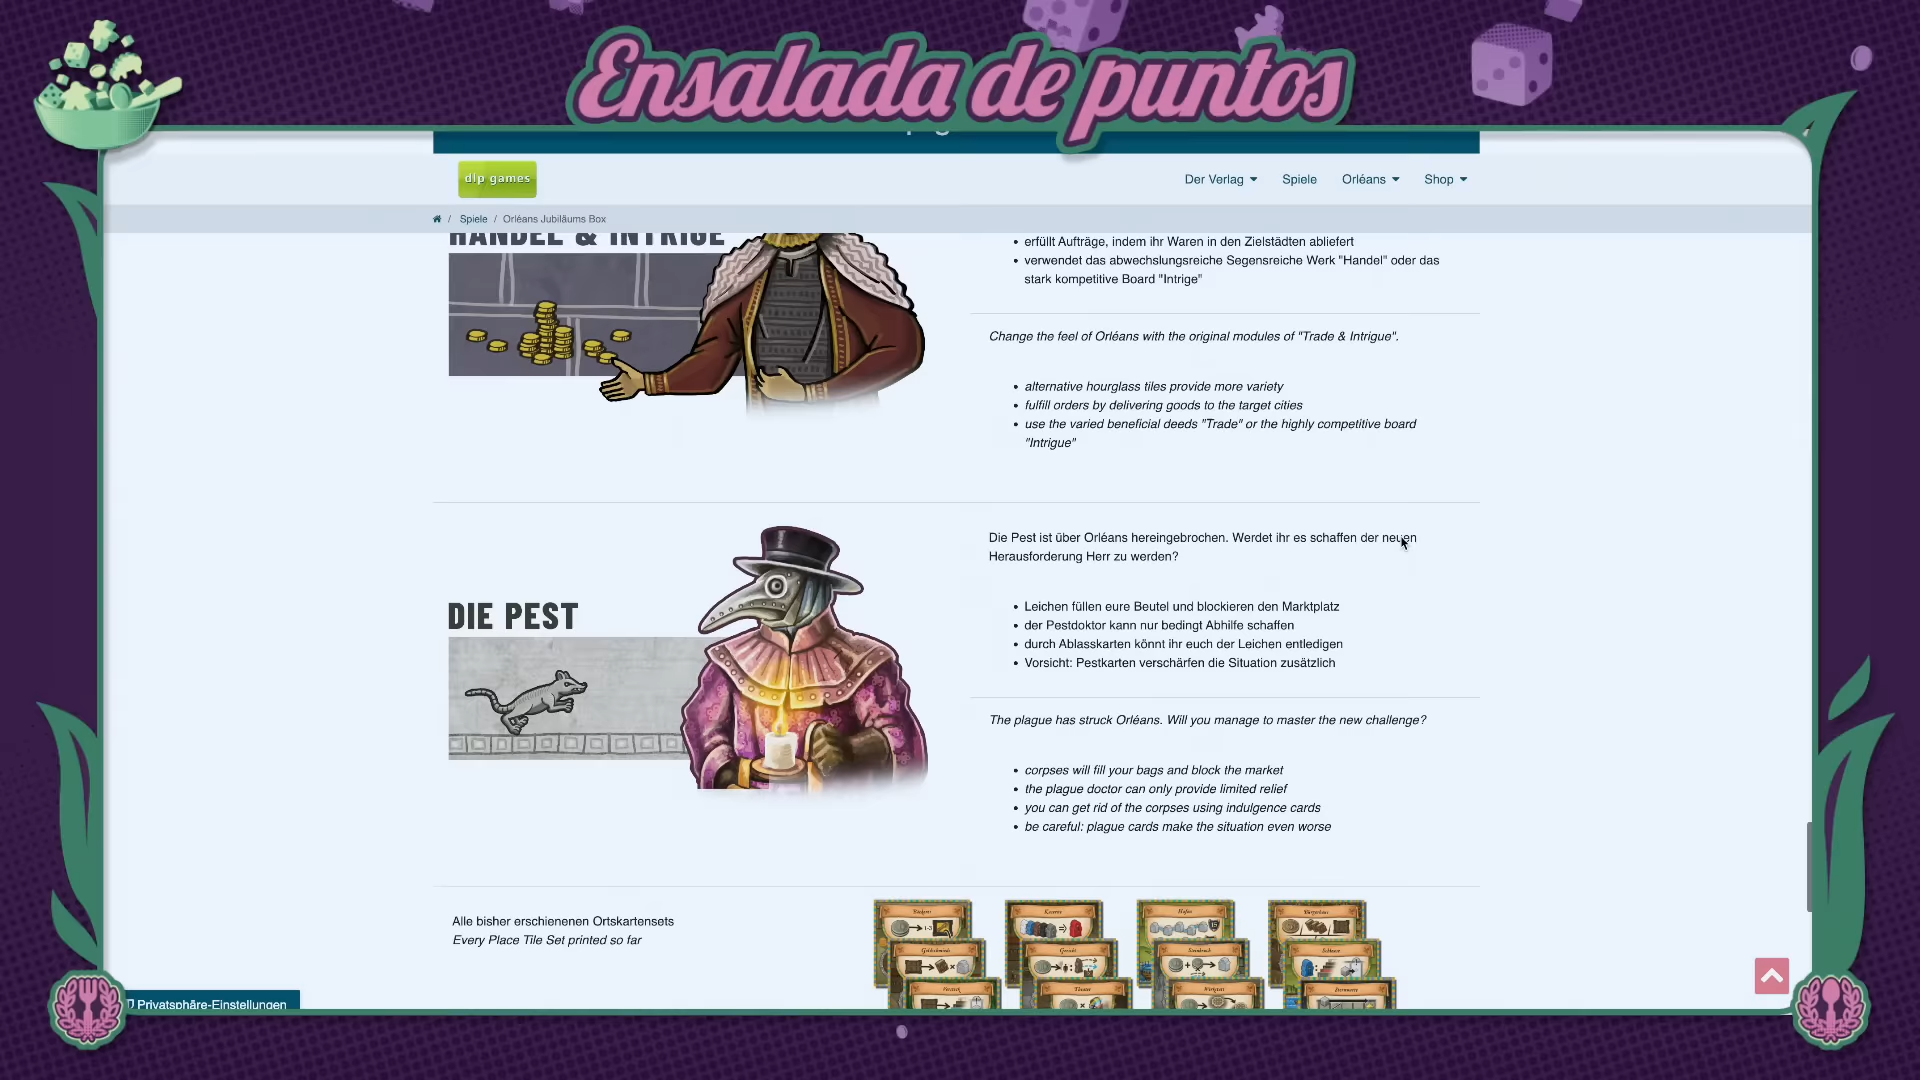 Ensalada de puntos
dlp games
Der Verlag
Spiele
Orléans
Shop
/ Spiele / Orléans Jubiläums Box
HANDEL & INTRIGE
• erfüllt Aufträge, indem ihr Waren in den Zielstädten abliefert
• verwendet das abwechslungsreiche Segensreiche Werk "Handel" oder das
stark kompetitive Board "Intrige"
Change the feel of Orléans with the original modules of "Trade & Intrigue".
• alternative hourglass tiles provide more variety
• fulfill orders by delivering goods to the target cities
• use the varied beneficial deeds "Trade" or the highly competitive board
"Intrigue"
DIE PEST
Die Pest ist über Orléans hereingebrochen. Werdet ihr es schaffen der neuen
Herausforderung Herr zu werden?
• Leichen füllen eure Beutel und blockieren den Marktplatz
• der Pestdoktor kann nur bedingt Abhilfe schaffen
• durch Ablasskarten könnt ihr euch der Leichen entledigen
• Vorsicht: Pestkarten verschärfen die Situation zusätzlich
The plague has struck Orléans. Will you manage to master the new challenge?
• corpses will fill your bags and block the market
• the plague doctor can only provide limited relief
• you can get rid of the corpses using indulgence cards
• be careful: plague cards make the situation even worse
Alle bisher erschienenen Ortskartensets
Every Place Tile Set printed so far
Privatsphäre-Einstellungen